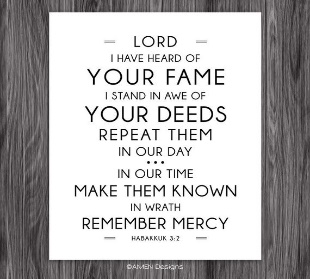 LORD
I HAVE HEARD OF
YOUR FAME
I STAND IN AWE OF
YOUR DEEDS
REPEAT THEM
IN OUR DAY
IN OUR TIME
MAKE THEM KNOWN
IN WRATH
REMEMBER MERCY
HABAKKUK 3:2
©AMEN Designs